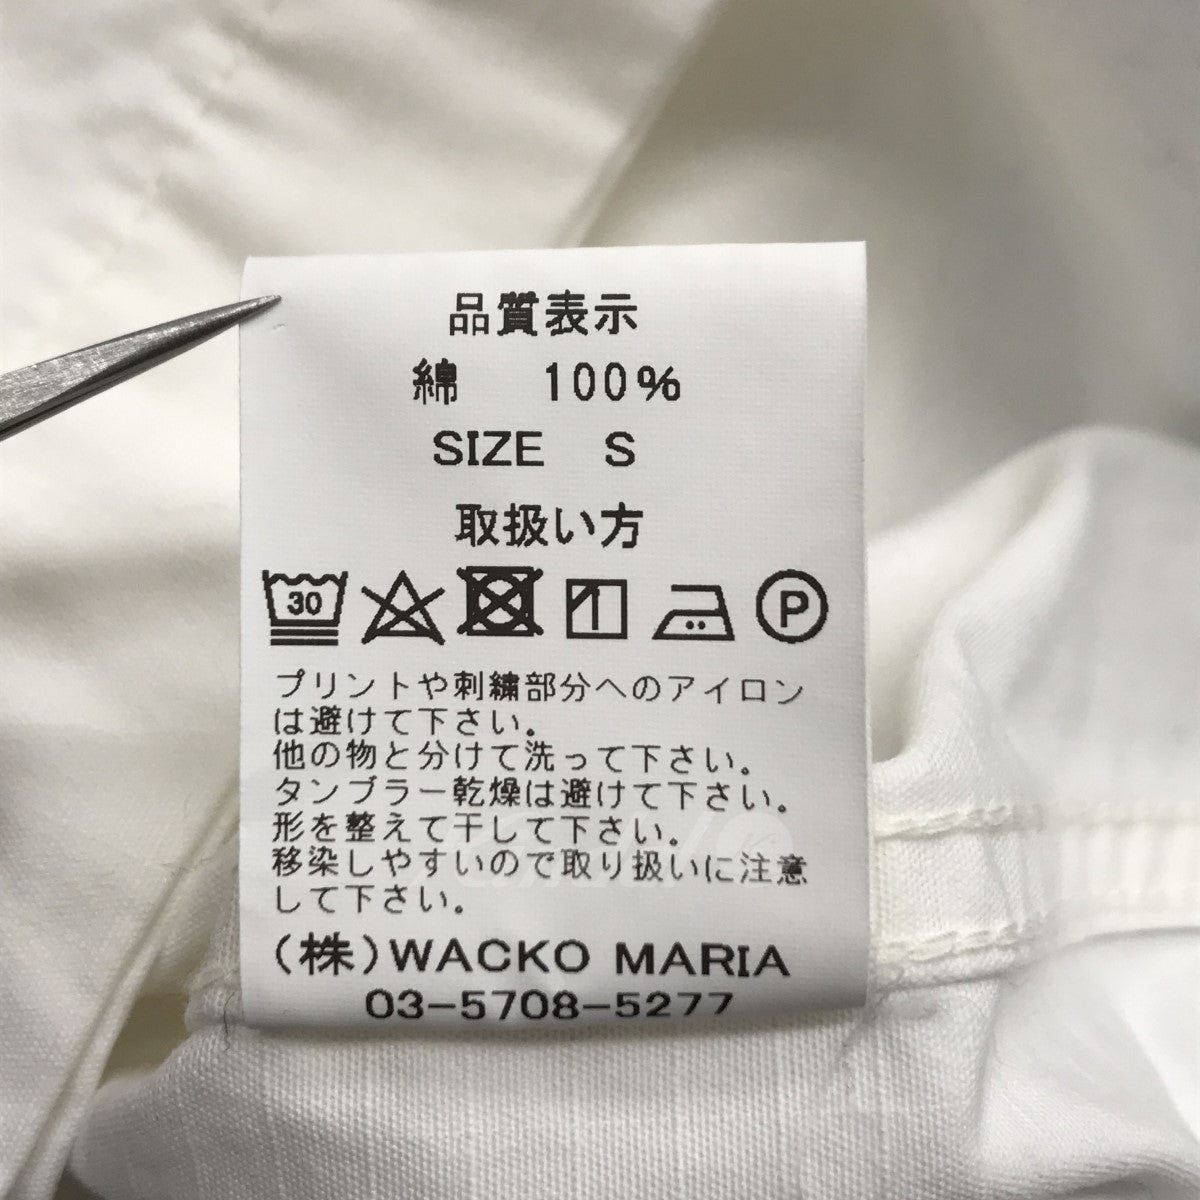 品質表示
綿 100%
SIZE S
取扱い方
30 P
プリントや刺繍部分へのアイロン
は避けて下さい。
他の物と分けて洗って下さい。
タンブラー乾燥は避けて下さい。
形を整えて干して下さい。
移染しやすいので取り扱いに注意
して下さい。
(株)WACKO MARIA
03-5708-5277